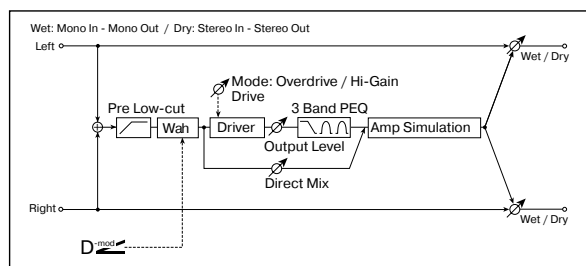 Wet: Mono In - Mono Out / Dry: Stereo In - Stereo Out
Left
Wet / Dry
Mode: Overdrive / Hi-Gain
Drive
Pre Low-cut
3 Band PEQ
Wah
Driver
Amp Simulation
Output Level
Direct Mix
Right
Wet / Dry
D-mod